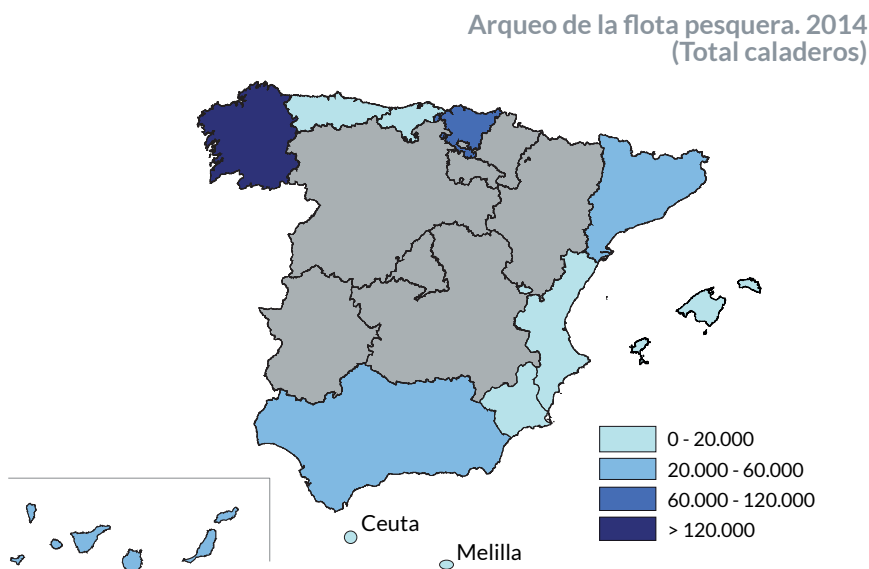 Arqueo de la flota pesquera. 2014
(Total caladeros)
0 - 20.000
20.000 - 60.000
60.000 - 120.000
> 120.000
Ceuta
Melilla